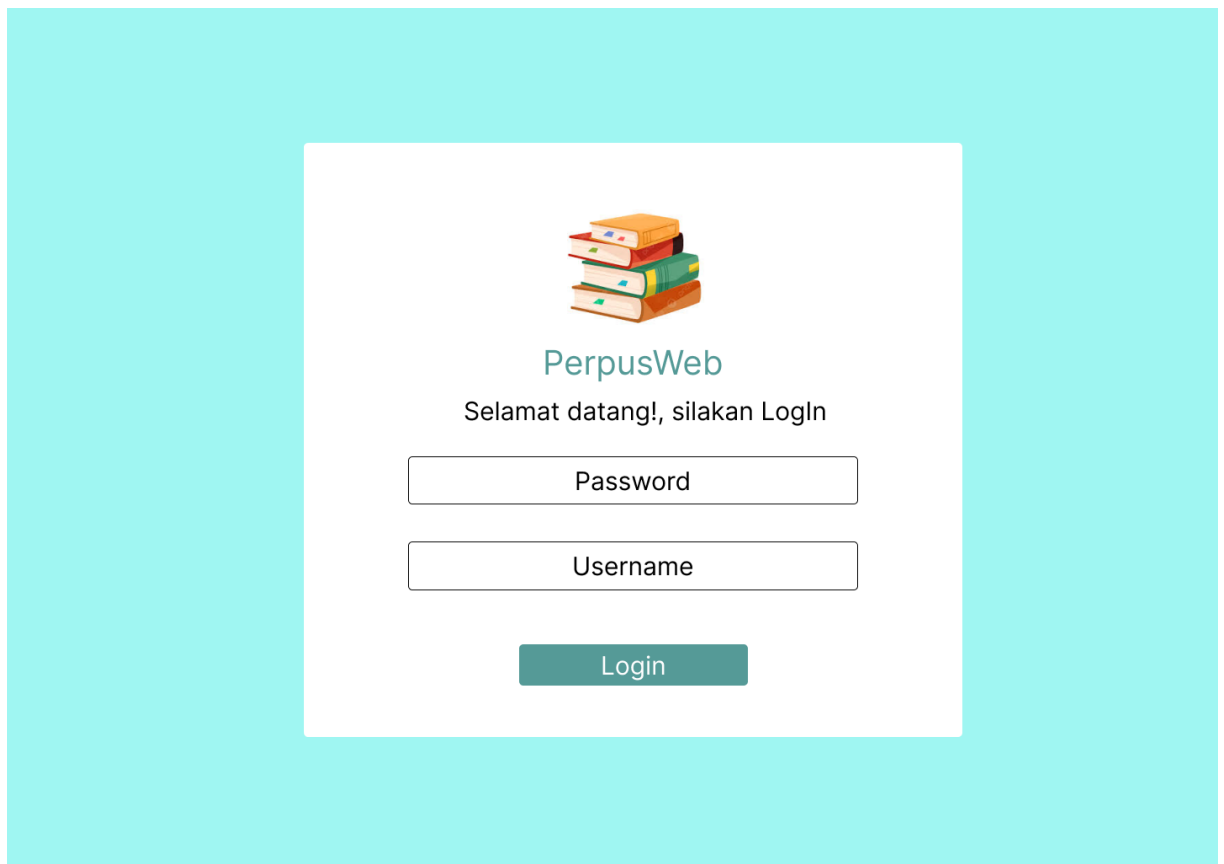 PerpusWeb
Selamat datang!, silakan LogIn
Password
Username
Login